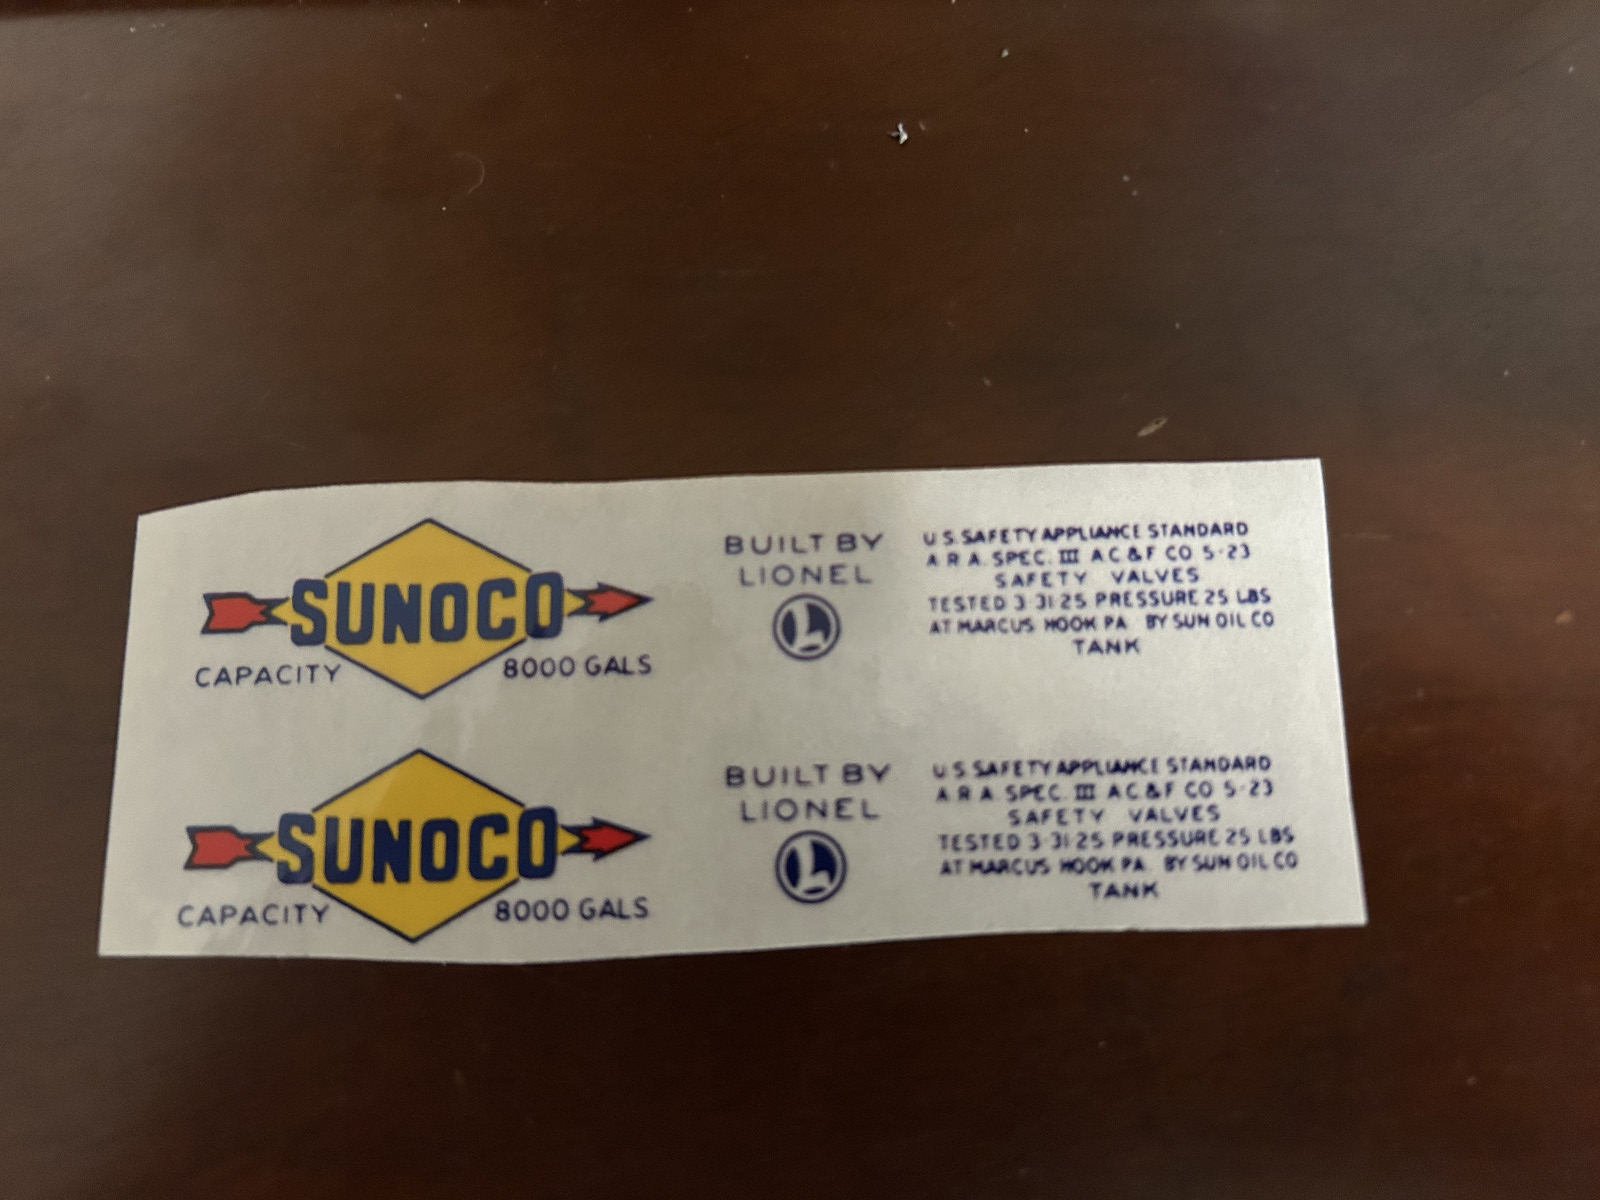 SUNOCO
CAPACITY 8000 GALS
BUILT BY
LIONEL
L
U.S. SAFETY APPLIANCE STANDARD
A.R.A. SPEC. III A C & F CO 5-23
SAFETY VALVES
TESTED 3-31-25 PRESSURE 25 LBS
AT MARCUS HOOK PA BY SUN OIL CO
TANK
SUNOCO
CAPACITY 8000 GALS
BUILT BY
LIONEL
L
U.S. SAFETY APPLIANCE STANDARD
A.R.A. SPEC. III A C & F CO 5-23
SAFETY VALVES
TESTED 3-31-25 PRESSURE 25 LBS
AT MARCUS HOOK PA. BY SUN OIL CO
TANK